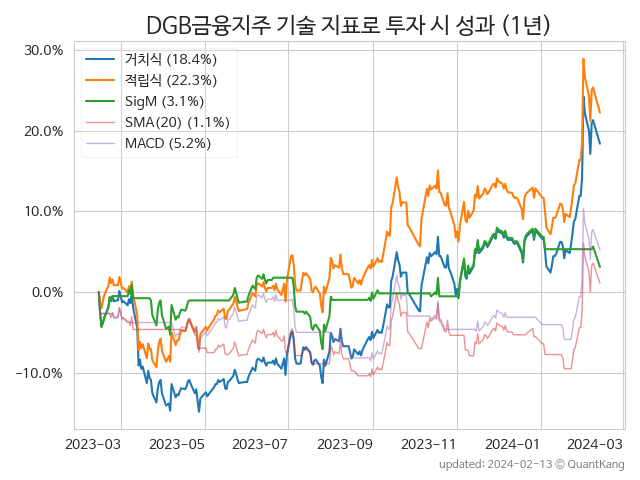 DGB금융지주 기술 지표로 투자 시 성과 (1년)
30.0%
20.0%
10.0%
0.0%
−10.0%
거치식 (18.4%)
적립식 (22.3%)
SigM (3.1%)
SMA(20) (1.1%)
MACD (5.2%)
2023-03 2023-05 2023-07 2023-09 2023-11 2024-01 2024-03
updated: 2024-02-13 © QuantKang